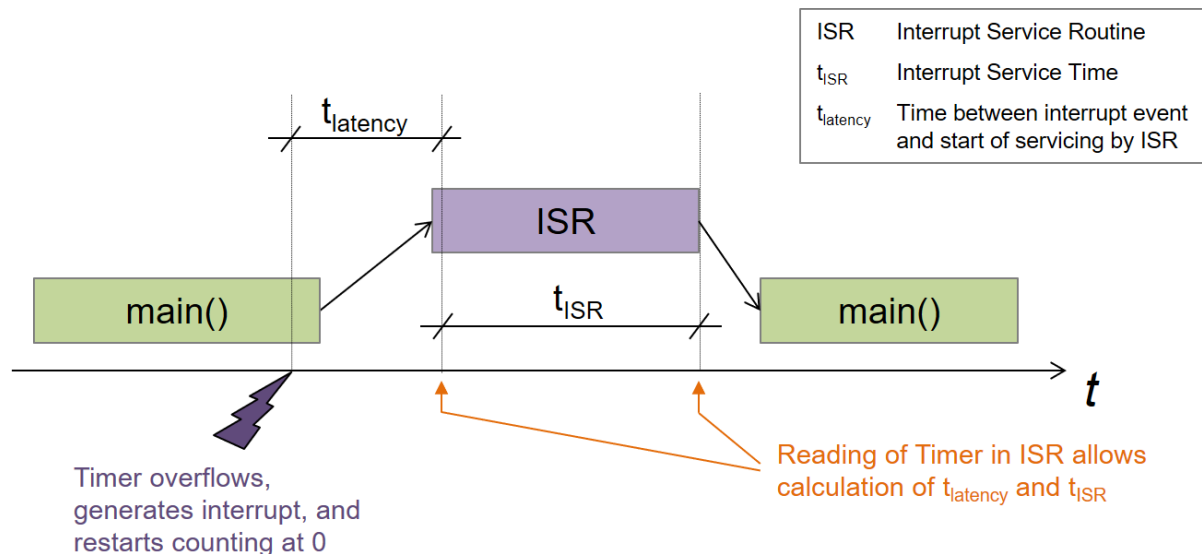 ISR Interrupt Service Routine
tISR Interrupt Service Time
tlatency Time between interrupt event
and start of servicing by ISR
tlatency
ISR
main()
tISR
main()
t
Timer overflows,
generates interrupt, and
restarts counting at 0
Reading of Timer in ISR allows
calculation of tlatency and tISR